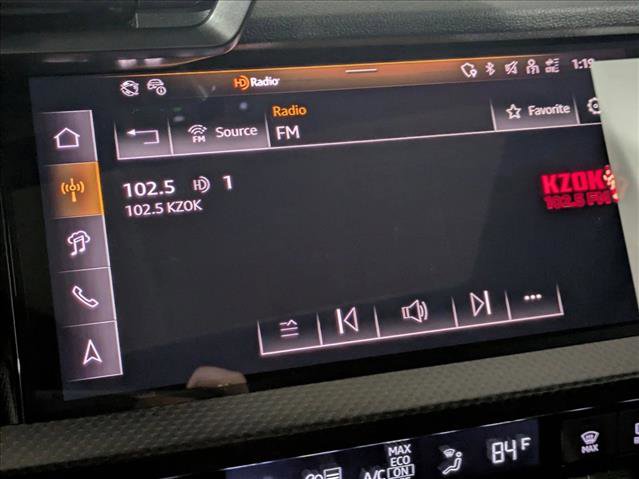 HD Radio 1:19
Radio
Source FM Favorite
FM
102.5 HD 1
102.5 KZOK
KZOK
102.5 FM
MAX
ECO
A/C ON
84 F
MAX